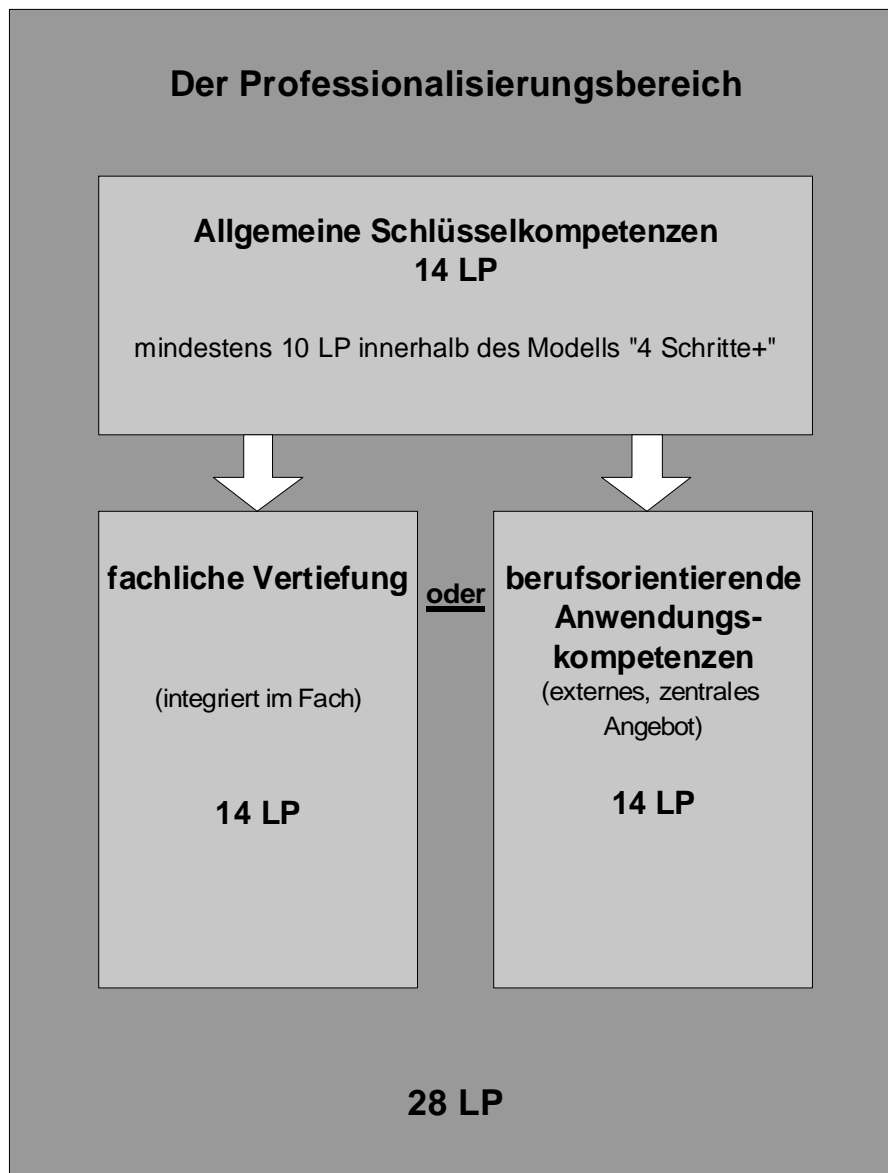 Der Professionalisierungsbereich
Allgemeine Schlüsselkompetenzen
14 LP
mindestens 10 LP innerhalb des Modells "4 Schritte+"
fachliche Vertiefung
(integriert im Fach)
14 LP
oder
berufsorientierende
Anwendungs-
kompetenzen
(externes, zentrales
Angebot)
14 LP
28 LP